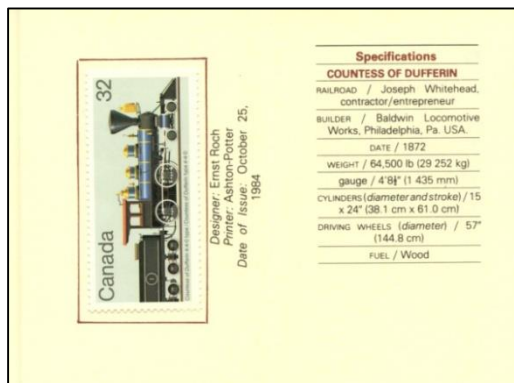 32
Canada
Designer: Ernst Roch
Printer: Ashton-Potter
Date of Issue: October 25,
1984
Specifications
COUNTESS OF DUFFERIN
RAILROAD / Joseph Whitehead,
contractor/entrepreneur
BUILDER / Baldwin Locomotive
Works, Philadelphia, Pa. USA.
DATE / 1872
WEIGHT / 64,500 lb (29 252 kg)
gauge / 4'8½" (1 435 mm)
CYLINDERS (diameter and stroke) / 15
x 24" (38.1 cm x 61.0 cm)
DRIVING WHEELS (diameter) / 57"
(144.8 cm)
FUEL / Wood